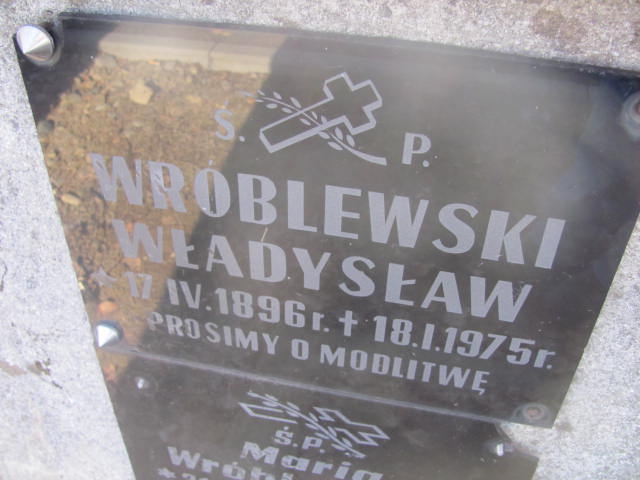 Ś. P.
WRÓBLEWSKI
WŁADYSŁAW
* 17 IV. 1896 r. + 18. I. 1975 r.
PROSIMY O MODLITWĘ
Ś.P.
Maria